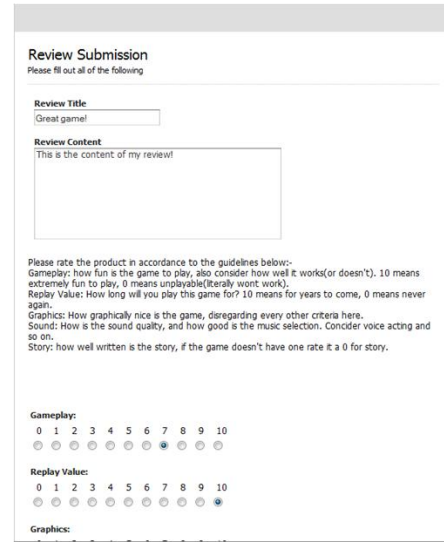 Review Submission
Please fill out all of the following
Review Title
Great game!
Review Content
This is the content of my review!
Please rate the product in accordance to the guidelines below:-
Gameplay: how fun is the game to play, also consider how well it works(or doesn't). 10 means
extremely fun to play, 0 means unplayable(literally wont work).
Replay Value: How long will you play this game for? 10 means for years to come, 0 means never
again.
Graphics: How graphically nice is the game, disregarding every other criteria here.
Sound: How is the sound quality, and how good is the music selection. Concider voice acting and
so on.
Story: how well written is the story, if the game doesn't have one rate it a 0 for story.
Gameplay:
0 1 2 3 4 5 6 7 8 9 10
Replay Value:
0 1 2 3 4 5 6 7 8 9 10
Graphics: